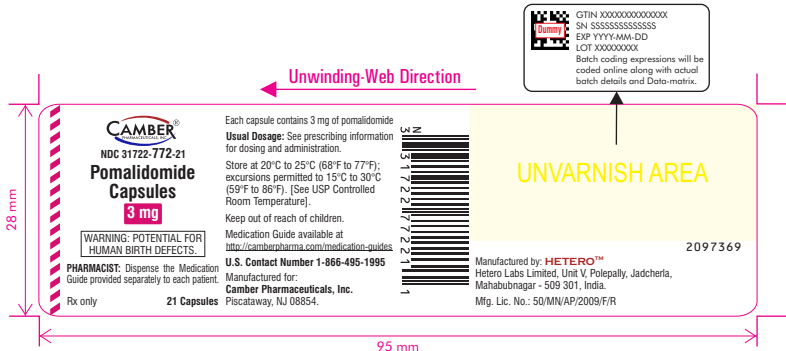 GTIN XXXXXXXXXXXXXX
SN SSSSSSSSSSSSSS
EXP YYYY-MM-DD
LOT XXXXXXXXX
Batch coding expressions will be
coded online along with actual
batch details and Data-matrix.
Dummy
Unwinding-Web Direction
CAMBER®
PHARMACEUTICALS, INC.
NDC 31722-772-21
Pomalidomide
Capsules
3 mg
WARNING: POTENTIAL FOR
HUMAN BIRTH DEFECTS.
PHARMACIST: Dispense the Medication
Guide provided separately to each patient.
Rx only 21 Capsules
Each capsule contains 3 mg of pomalidomide
Usual Dosage: See prescribing information
for dosing and administration.
Store at 20°C to 25°C (68°F to 77°F);
excursions permitted to 15°C to 30°C
(59°F to 86°F). [See USP Controlled
Room Temperature].
Keep out of reach of children.
Medication Guide available at
http://camberpharma.com/medication-guides
U.S. Contact Number 1-866-495-1995
Manufactured for:
Camber Pharmaceuticals, Inc.
Piscataway, NJ 08854.
N
3 31722 77221 1
UNVARNISH AREA
2097369
Manufactured by: HETERO™
Hetero Labs Limited, Unit V, Polepally, Jadcherla,
Mahabubnagar - 509 301, India.
Mfg. Lic. No.: 50/MN/AP/2009/F/R
28 mm
95 mm